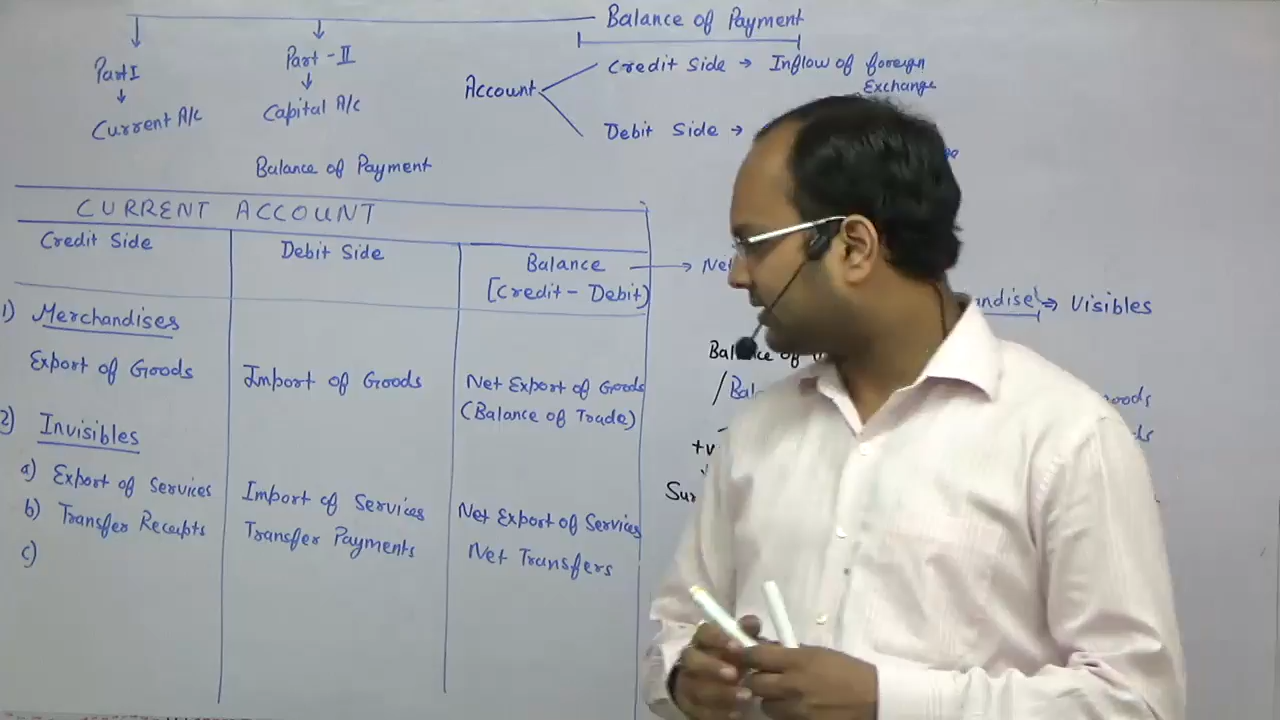 Balance of Payment
Part I
Part - II
Current A/c
Capital A/c
Account
Credit Side → Inflow of foreign
Exchange
Debit Side →
Balance of Payment
CURRENT ACCOUNT
Credit Side
Debit Side
Balance
[Credit - Debit]
1) Merchandises
Export of Goods
Import of Goods
Net Export of Goods
(Balance of Trade)
2) Invisibles
a) Export of Services
Import of Services
Net Export of Services
b) Transfer Receipts
Transfer Payments
Net Transfers
c)
→ Visibles
Balance of